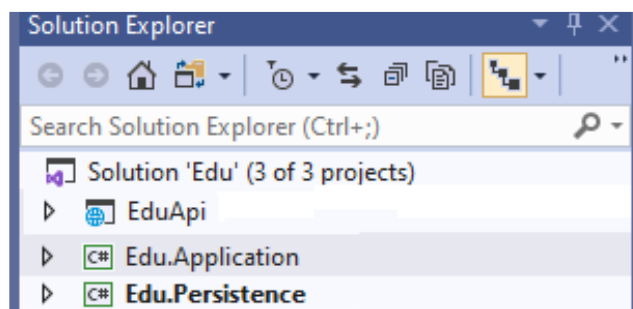 Solution Explorer
Search Solution Explorer (Ctrl+;)
Solution 'Edu' (3 of 3 projects)
EduApi
C# Edu.Application
C# Edu.Persistence